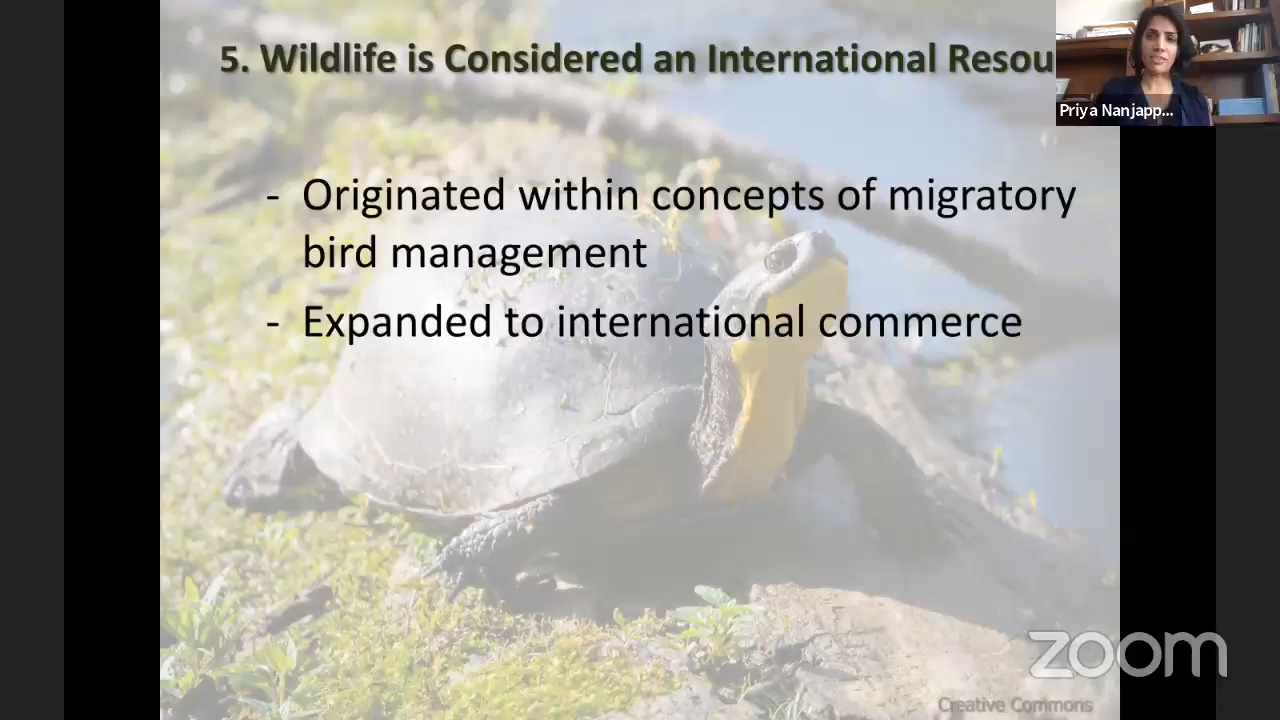 5. Wildlife is Considered an International Resou
Priya Nanjapp...
- Originated within concepts of migratory
bird management
- Expanded to international commerce
zoom
Creative Commons